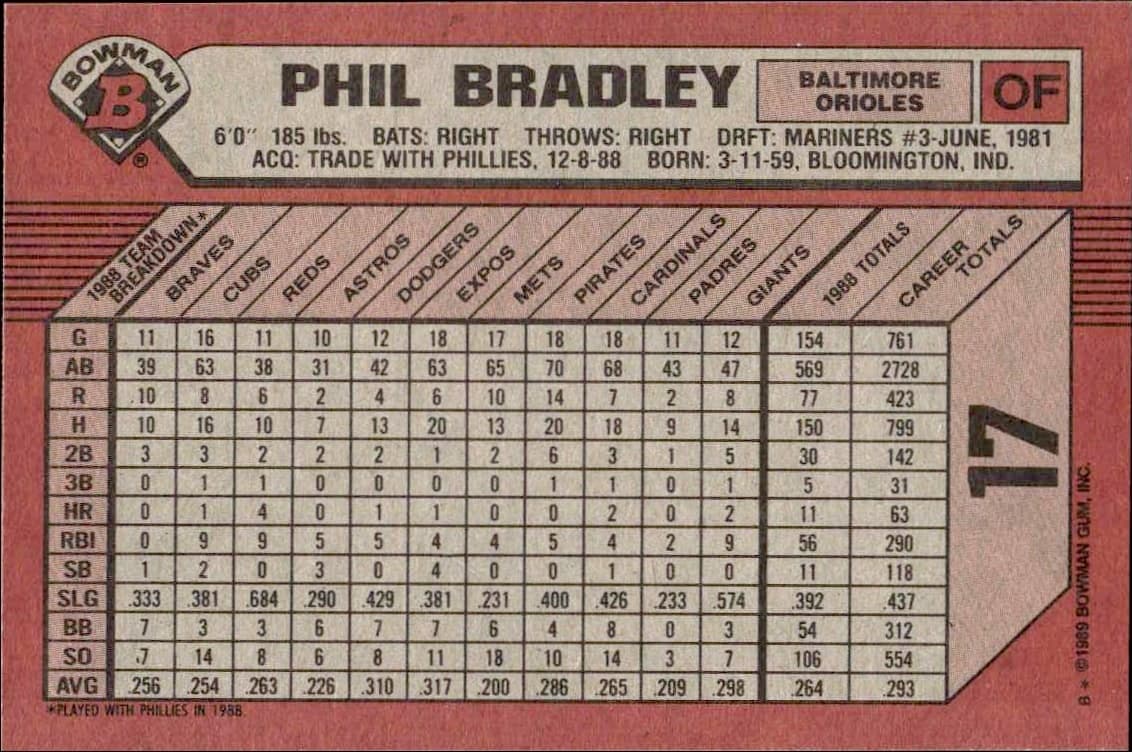 BOWMAN
B
®
PHIL BRADLEY
BALTIMORE
ORIOLES
OF
6'0" 185 lbs. BATS: RIGHT THROWS: RIGHT DRFT: MARINERS #3-JUNE, 1981
ACQ: TRADE WITH PHILLIES, 12-8-88 BORN: 3-11-59, BLOOMINGTON, IND.
1988 TEAM
BREAKDOWN* BRAVES CUBS REDS ASTROS DODGERS EXPOS METS PIRATES CARDINALS PADRES GIANTS 1988 TOTALS CAREER
TOTALS
G 11 16 11 10 12 18 17 18 18 11 12 154 761
AB 39 63 38 31 42 63 65 70 68 43 47 569 2728
R 10 8 6 2 4 6 10 14 7 2 8 77 423
H 10 16 10 7 13 20 13 20 18 9 14 150 799
2B 3 3 2 2 2 1 2 6 3 1 5 30 142
3B 0 1 1 0 0 0 0 1 1 0 1 5 31
HR 0 1 4 0 1 1 0 0 2 0 2 11 63
RBI 0 9 9 5 5 4 4 5 4 2 9 56 290
SB 1 2 0 3 0 4 0 0 1 0 0 11 118
SLG .333 .381 .684 .290 .429 .381 .231 .400 .426 .233 .574 .392 .437
BB 7 3 3 6 7 7 6 4 8 0 3 54 312
SO 7 14 8 6 8 11 18 10 14 3 7 106 554
AVG .256 .254 .263 .226 .310 .317 .200 .286 .265 .209 .298 .264 .293
*PLAYED WITH PHILLIES IN 1988.
17
B * ©1989 BOWMAN GUM, INC.